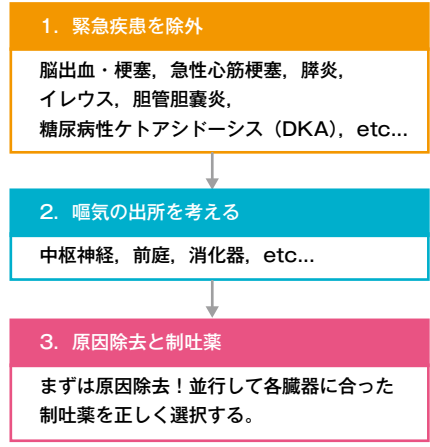 1. 緊急疾患を除外
脳出血・梗塞，急性心筋梗塞，膵炎，
イレウス，胆管胆嚢炎，
糖尿病性ケトアシドーシス（DKA），etc...
2. 嘔気の出所を考える
中枢神経，前庭，消化器，etc...
3. 原因除去と制吐薬
まずは原因除去！並行して各臓器に合った
制吐薬を正しく選択する。